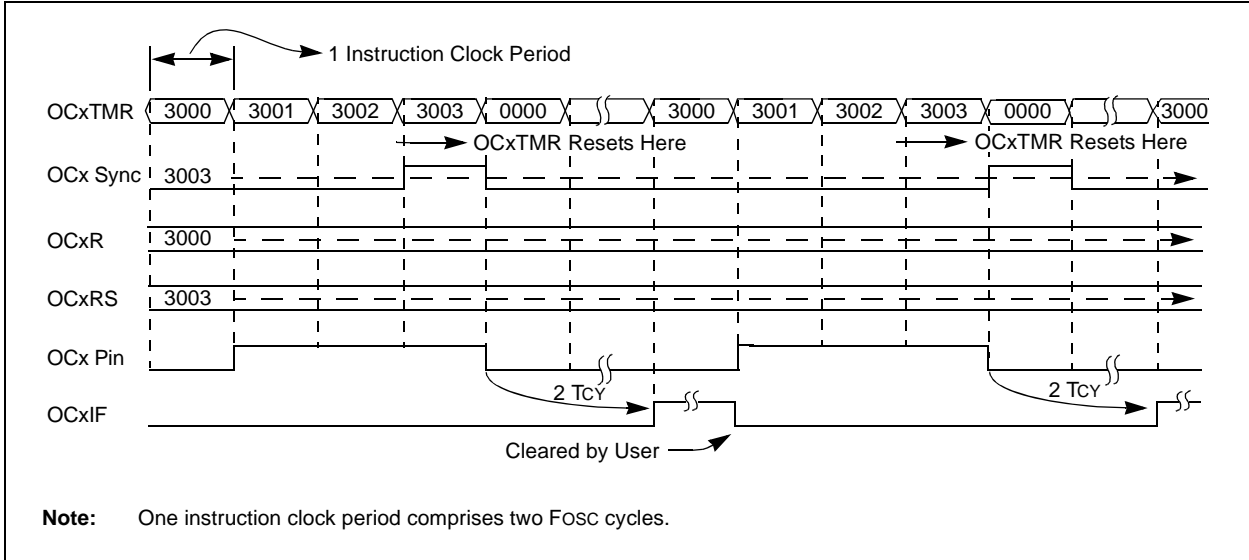 1 Instruction Clock Period
OCxTMR 3000 3001 3002 3003 0000 3000 3001 3002 3003 0000 3000
OCxTMR Resets Here OCxTMR Resets Here
OCx Sync 3003
OCxR 3000
OCxRS 3003
OCx Pin
2 TCY 2 TCY
OCxIF
Cleared by User
Note: One instruction clock period comprises two FOSC cycles.